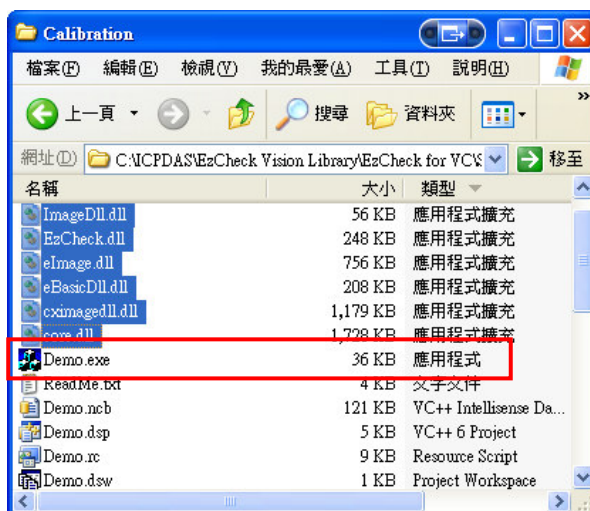 Calibration
檔案(F) 編輯(E) 檢視(V) 我的最愛(A) 工具(T) 說明(H)
上一頁 搜尋 資料夾 »
網址(D) C:\ICPDAS\EzCheck Vision Library\EzCheck for VC\ 移至
名稱 大小 類型
ImageDll.dll 56 KB 應用程式擴充
EzCheck.dll 248 KB 應用程式擴充
eImage.dll 756 KB 應用程式擴充
eBasicDll.dll 208 KB 應用程式擴充
cximagedll.dll 1,179 KB 應用程式擴充
core.dll 1,728 KB 應用程式擴充
Demo.exe 36 KB 應用程式
ReadMe.txt 4 KB 文字文件
Demo.ncb 121 KB VC++ Intellisense Da...
Demo.dsp 5 KB VC++ 6 Project
Demo.rc 9 KB Resource Script
Demo.dsw 1 KB Project Workspace